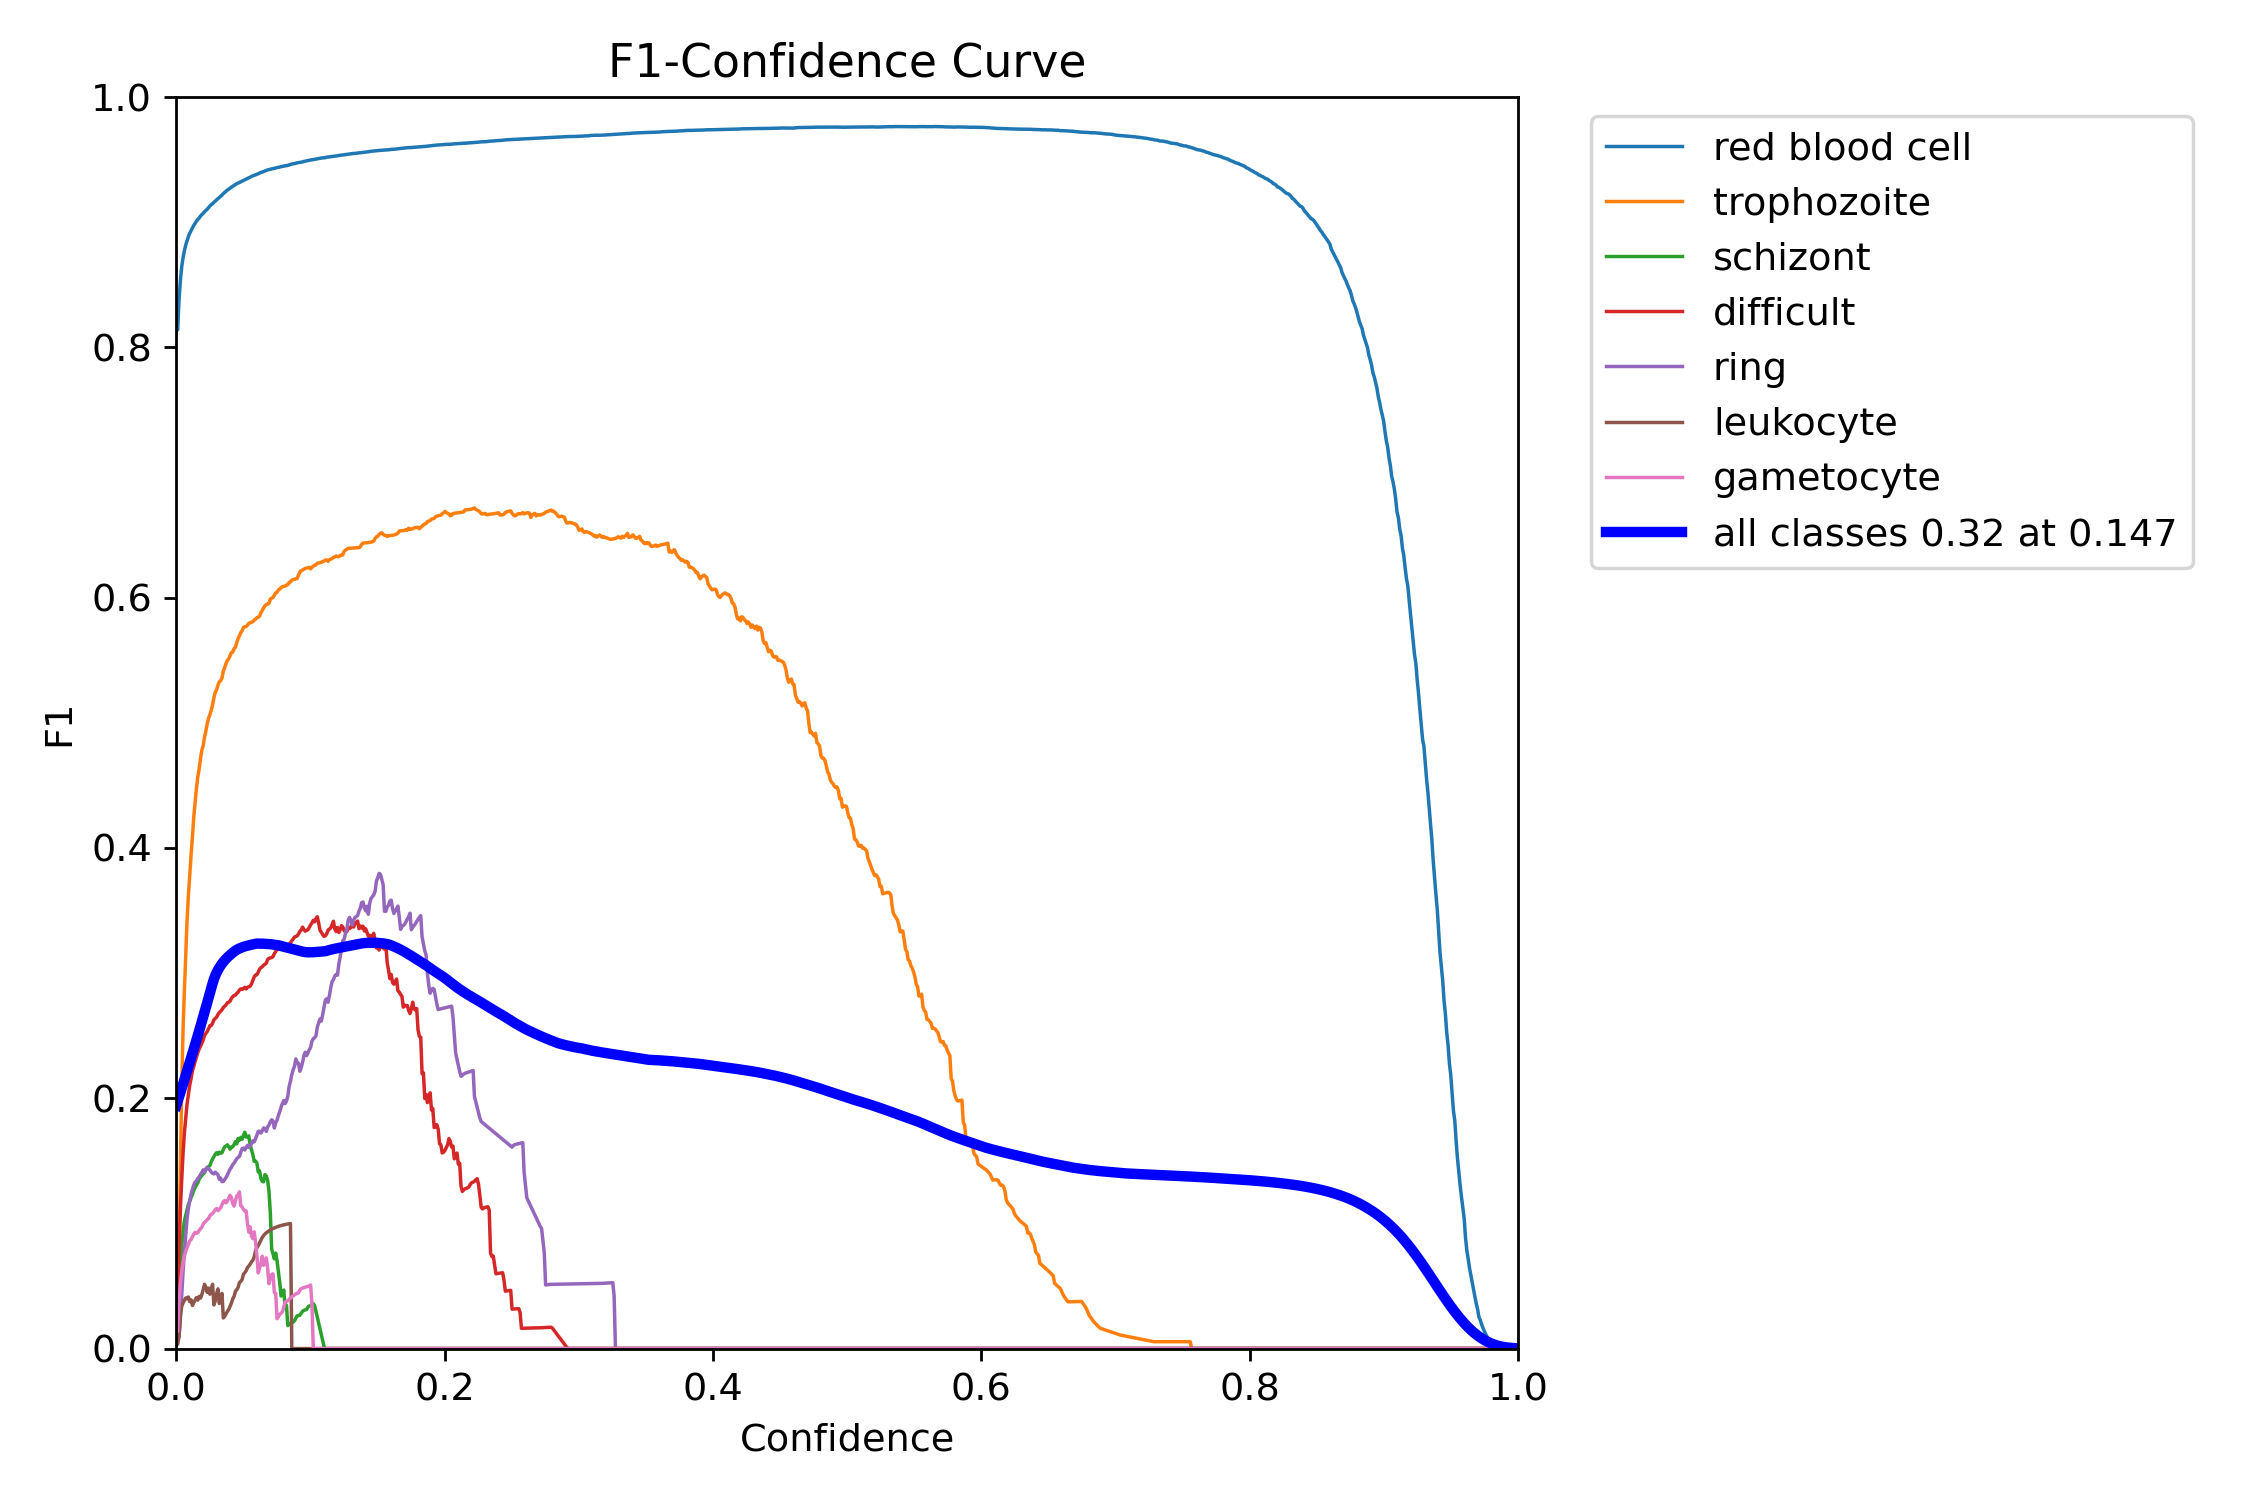 F1-Confidence Curve
1.0
0.8
0.6
0.4
0.2
0.0
F1
0.0 0.2 0.4 0.6 0.8 1.0
Confidence
red blood cell
trophozoite
schizont
difficult
ring
leukocyte
gametocyte
all classes 0.32 at 0.147